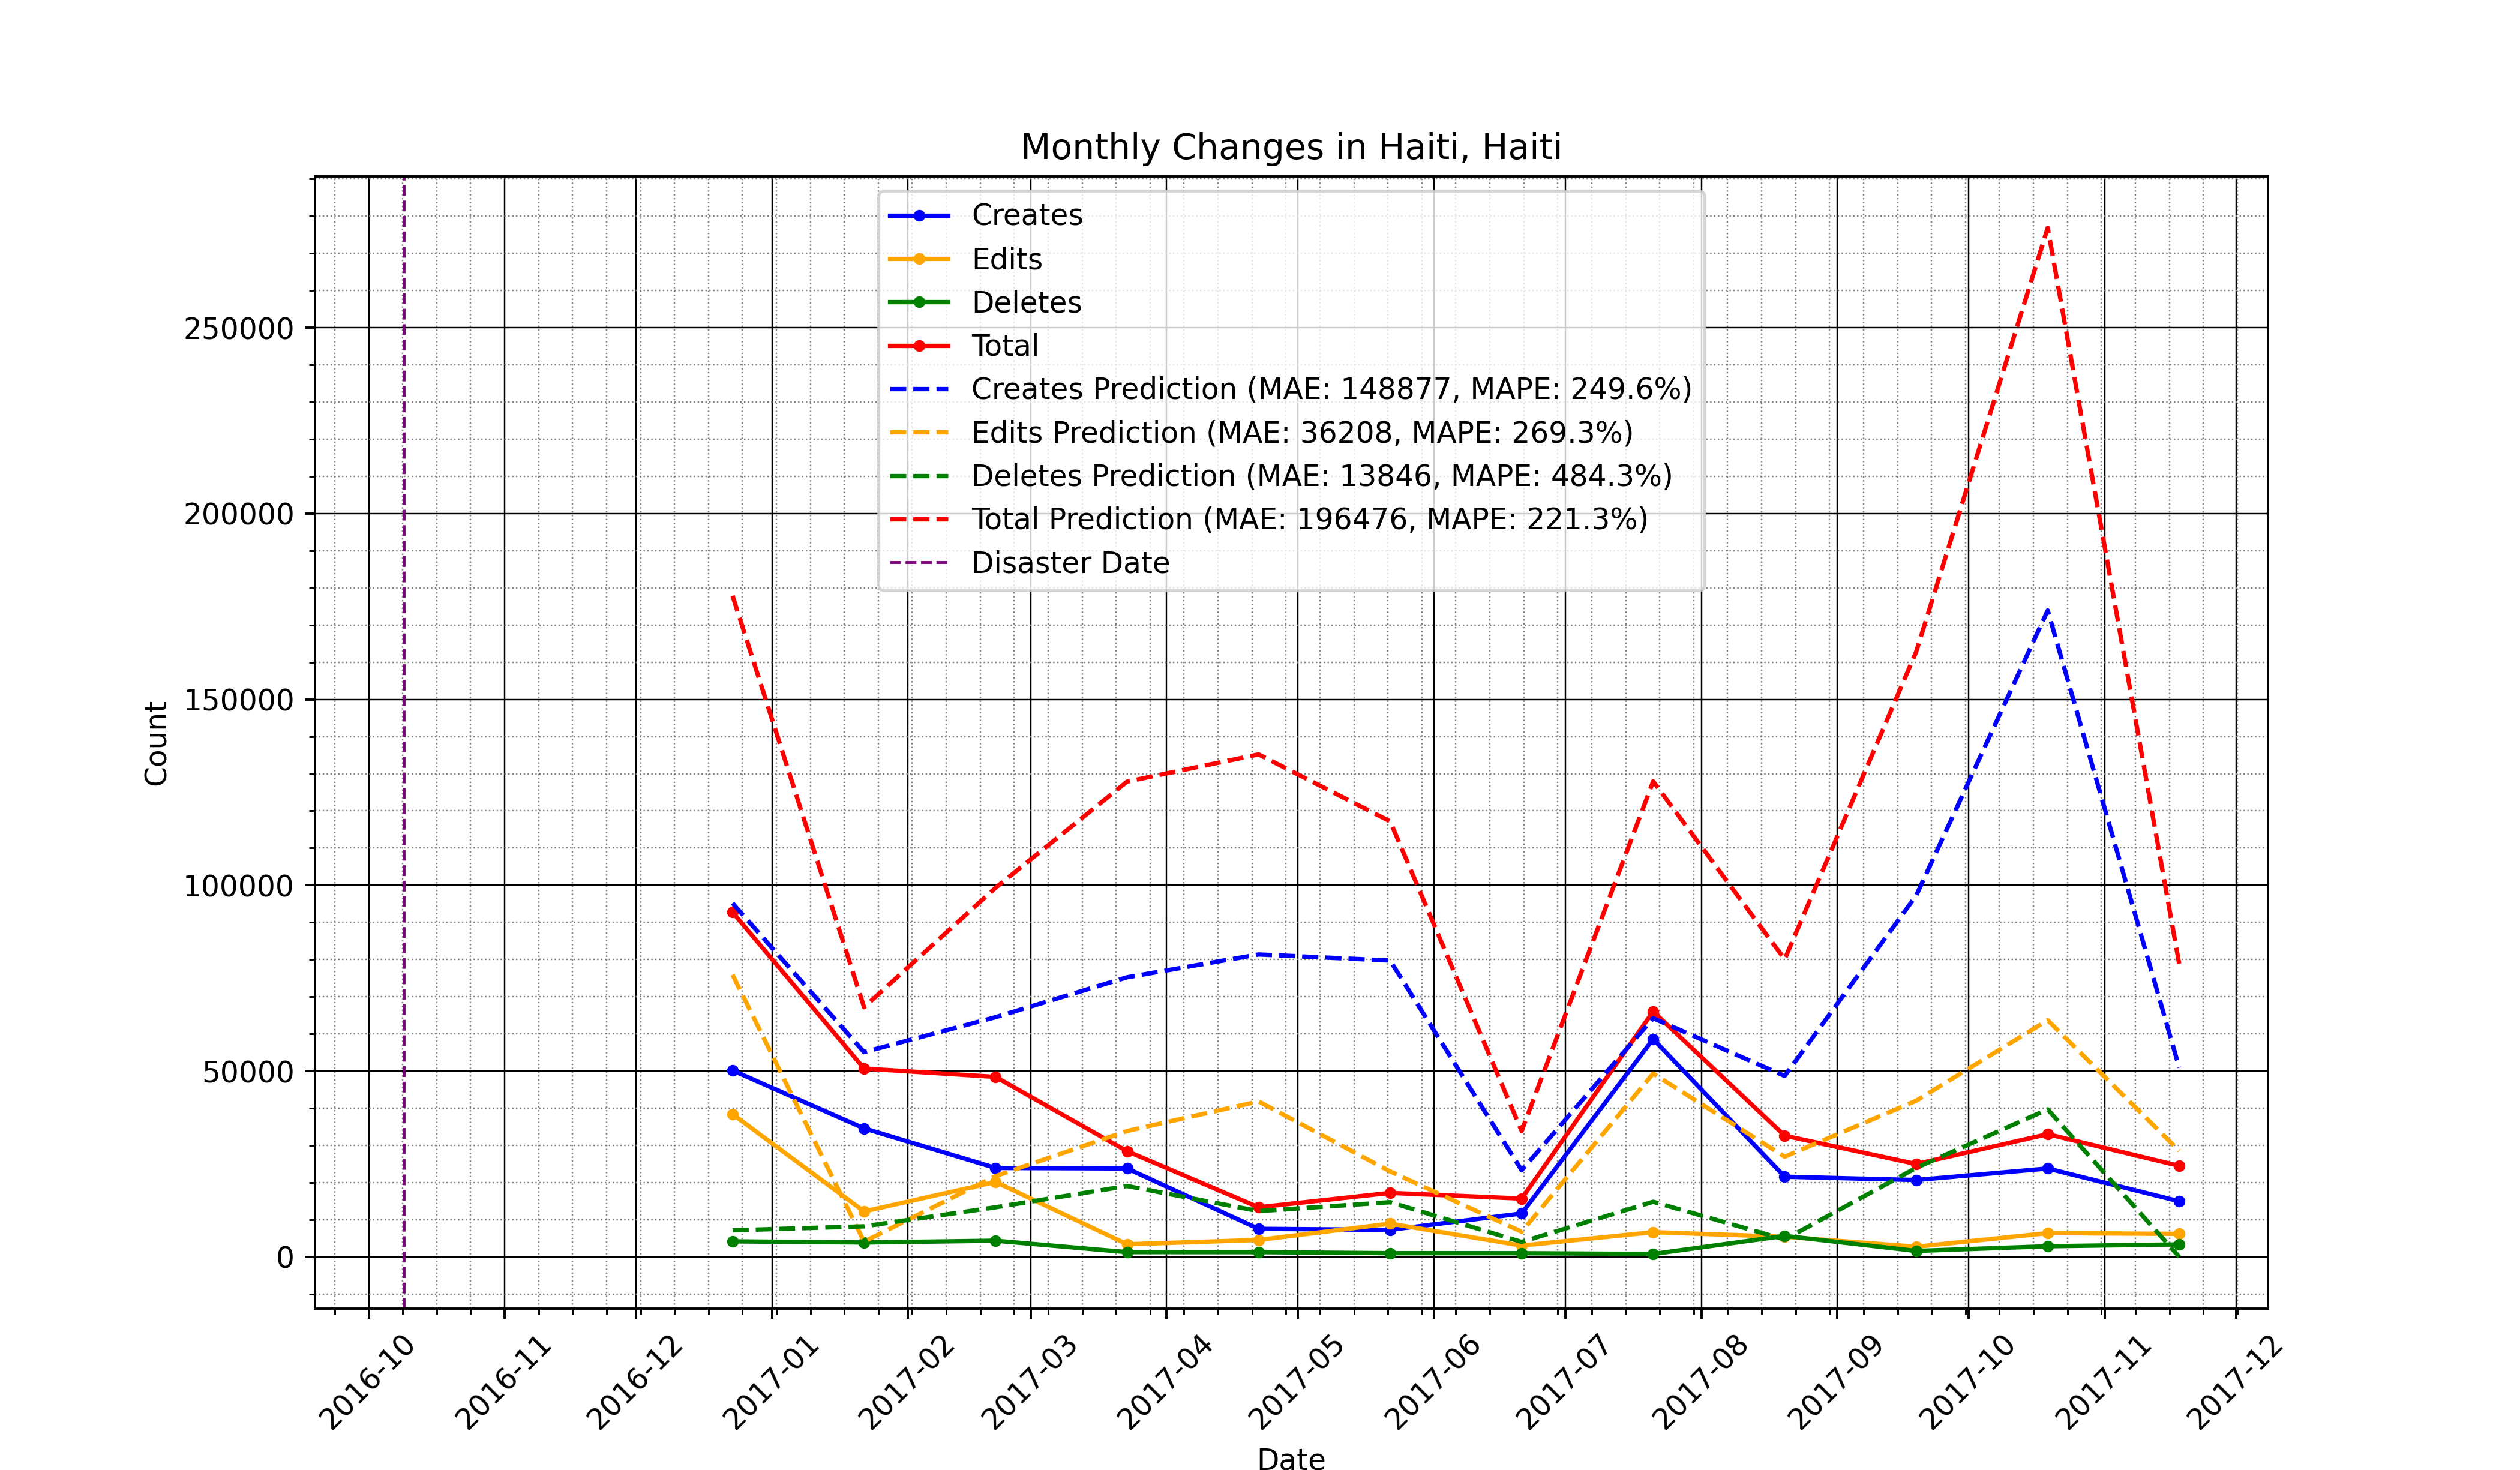 Monthly Changes in Haiti, Haiti
Creates
Edits
Deletes
Total
Creates Prediction (MAE: 148877, MAPE: 249.6%)
Edits Prediction (MAE: 36208, MAPE: 269.3%)
Deletes Prediction (MAE: 13846, MAPE: 484.3%)
Total Prediction (MAE: 196476, MAPE: 221.3%)
Disaster Date
Count
250000
200000
150000
100000
50000
0
2016-10
2016-11
2016-12
2017-01
2017-02
2017-03
2017-04
2017-05
2017-06
2017-07
2017-08
2017-09
2017-10
2017-11
2017-12
Date